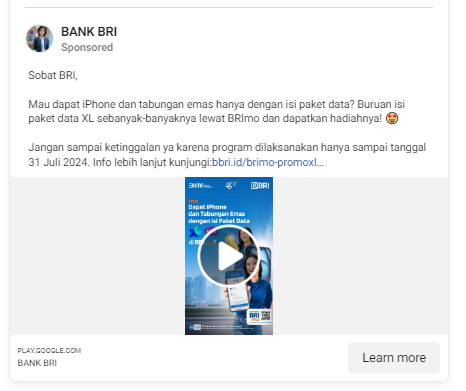 BANK BRI
Sponsored
Sobat BRI,
Mau dapat iPhone dan tabungan emas hanya dengan isi paket data? Buruan isi
paket data XL sebanyak-banyaknya lewat BRImo dan dapatkan hadiahnya! 🤩
Jangan sampai ketinggalan ya karena program dilaksanakan hanya sampai tanggal
31 Juli 2024. Info lebih lanjut kunjungi:bbri.id/brimo-promoxl...
BUMN
BRI
Dapat iPhone
dan Tabungan Emas
dengan Isi Paket Data
XL
di BRImo!
BRI
mo
PLAY.GOOGLE.COM
BANK BRI
Learn more